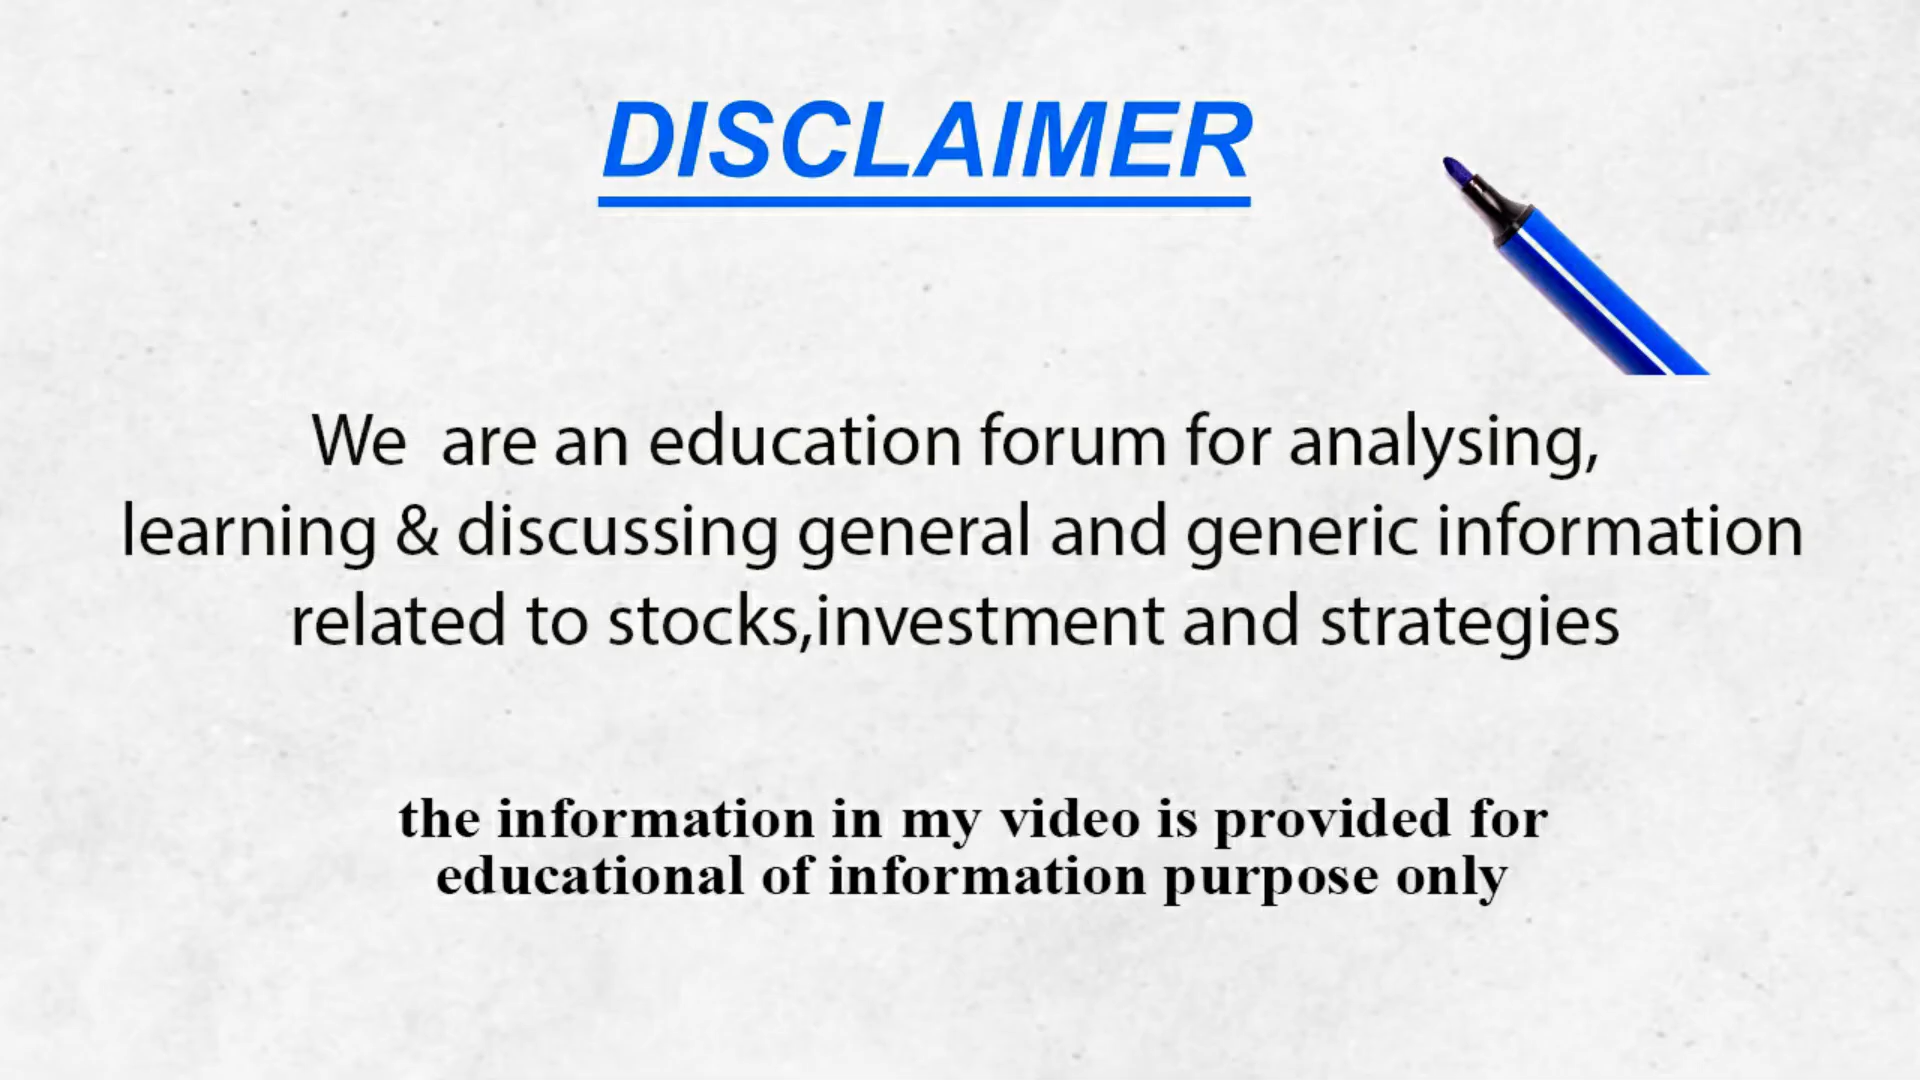 DISCLAIMER
We are an education forum for analysing,
learning & discussing general and generic information
related to stocks,investment and strategies
the information in my video is provided for
educational of information purpose only